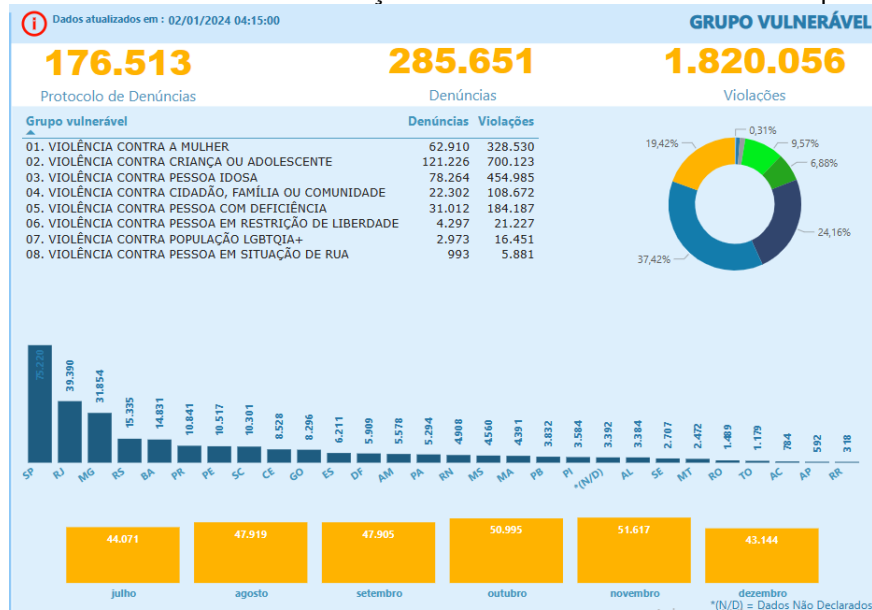 Dados atualizados em : 02/01/2024 04:15:00
GRUPO VULNERÁVEL
176.513 285.651 1.820.056
Protocolo de Denúncias Denúncias Violações
Grupo vulnerável Denúncias Violações
01. VIOLÊNCIA CONTRA A MULHER 62.910 328.530
02. VIOLÊNCIA CONTRA CRIANÇA OU ADOLESCENTE 121.226 700.123
03. VIOLÊNCIA CONTRA PESSOA IDOSA 78.264 454.985
04. VIOLÊNCIA CONTRA CIDADÃO, FAMÍLIA OU COMUNIDADE 22.302 108.672
05. VIOLÊNCIA CONTRA PESSOA COM DEFICIÊNCIA 31.012 184.187
06. VIOLÊNCIA CONTRA PESSOA EM RESTRIÇÃO DE LIBERDADE 4.297 21.227
07. VIOLÊNCIA CONTRA POPULAÇÃO LGBTQIA+ 2.973 16.451
08. VIOLÊNCIA CONTRA PESSOA EM SITUAÇÃO DE RUA 993 5.881
0,31%
19,42% 9,57%
6,88%
24,16%
37,42%
75.220 39.390 31.854 15.335 14.831 10.841 10.517 10.301 8.528 8.296 6.211 5.909 5.578 5.294 4.908 4.560 4.391 3.832 3.584 3.392 3.384 2.707 2.472 1.489 1.179 784 592 318
SP RJ MG RS BA PR PE SC CE GO ES DF AM PA RN MS MA PB PI *(N/D) AL SE MT RO TO AC AP RR
44.071 47.919 47.905 50.995 51.617 43.144
julho agosto setembro outubro novembro dezembro
*(N/D) = Dados Não Declarados